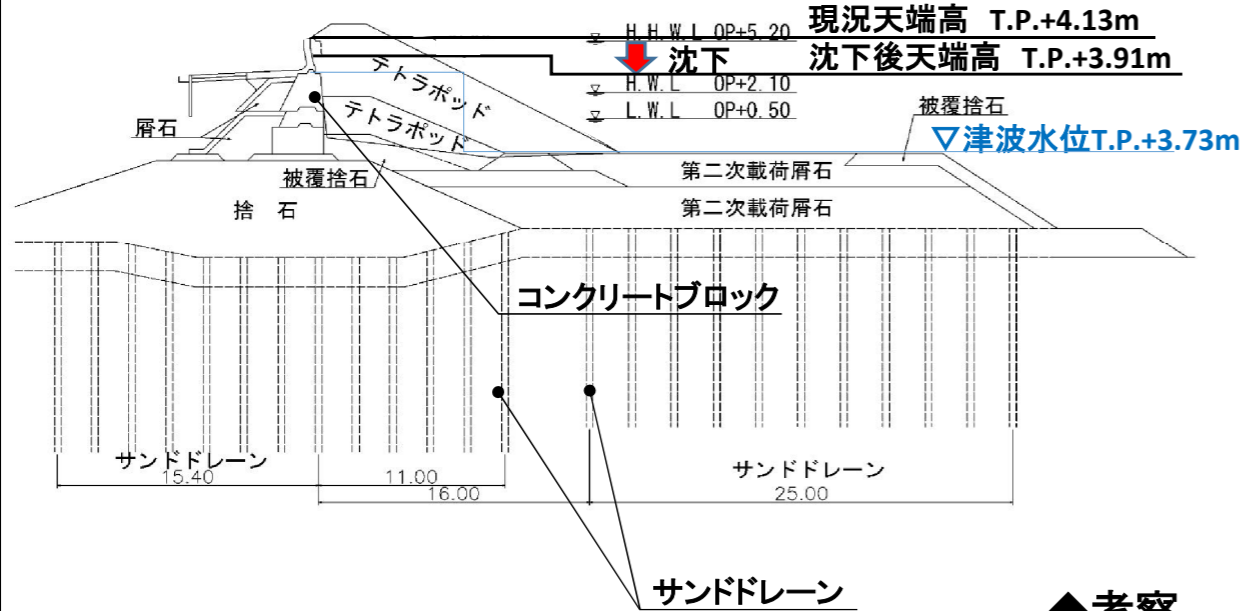 現況天端高 T.P.+4.13m
H.H.W.L OP+5.20
沈下
沈下後天端高 T.P.+3.91m
H.W.L OP+2.10
L.W.L OP+0.50
テトラポッド
テトラポッド
屑石
被覆捨石
▽津波水位T.P.+3.73m
被覆捨石
第二次載荷屑石
捨 石
第二次載荷屑石
コンクリートブロック
サンドドレーン
15.40
11.00
16.00
サンドドレーン
25.00
サンドドレーン
◆考察